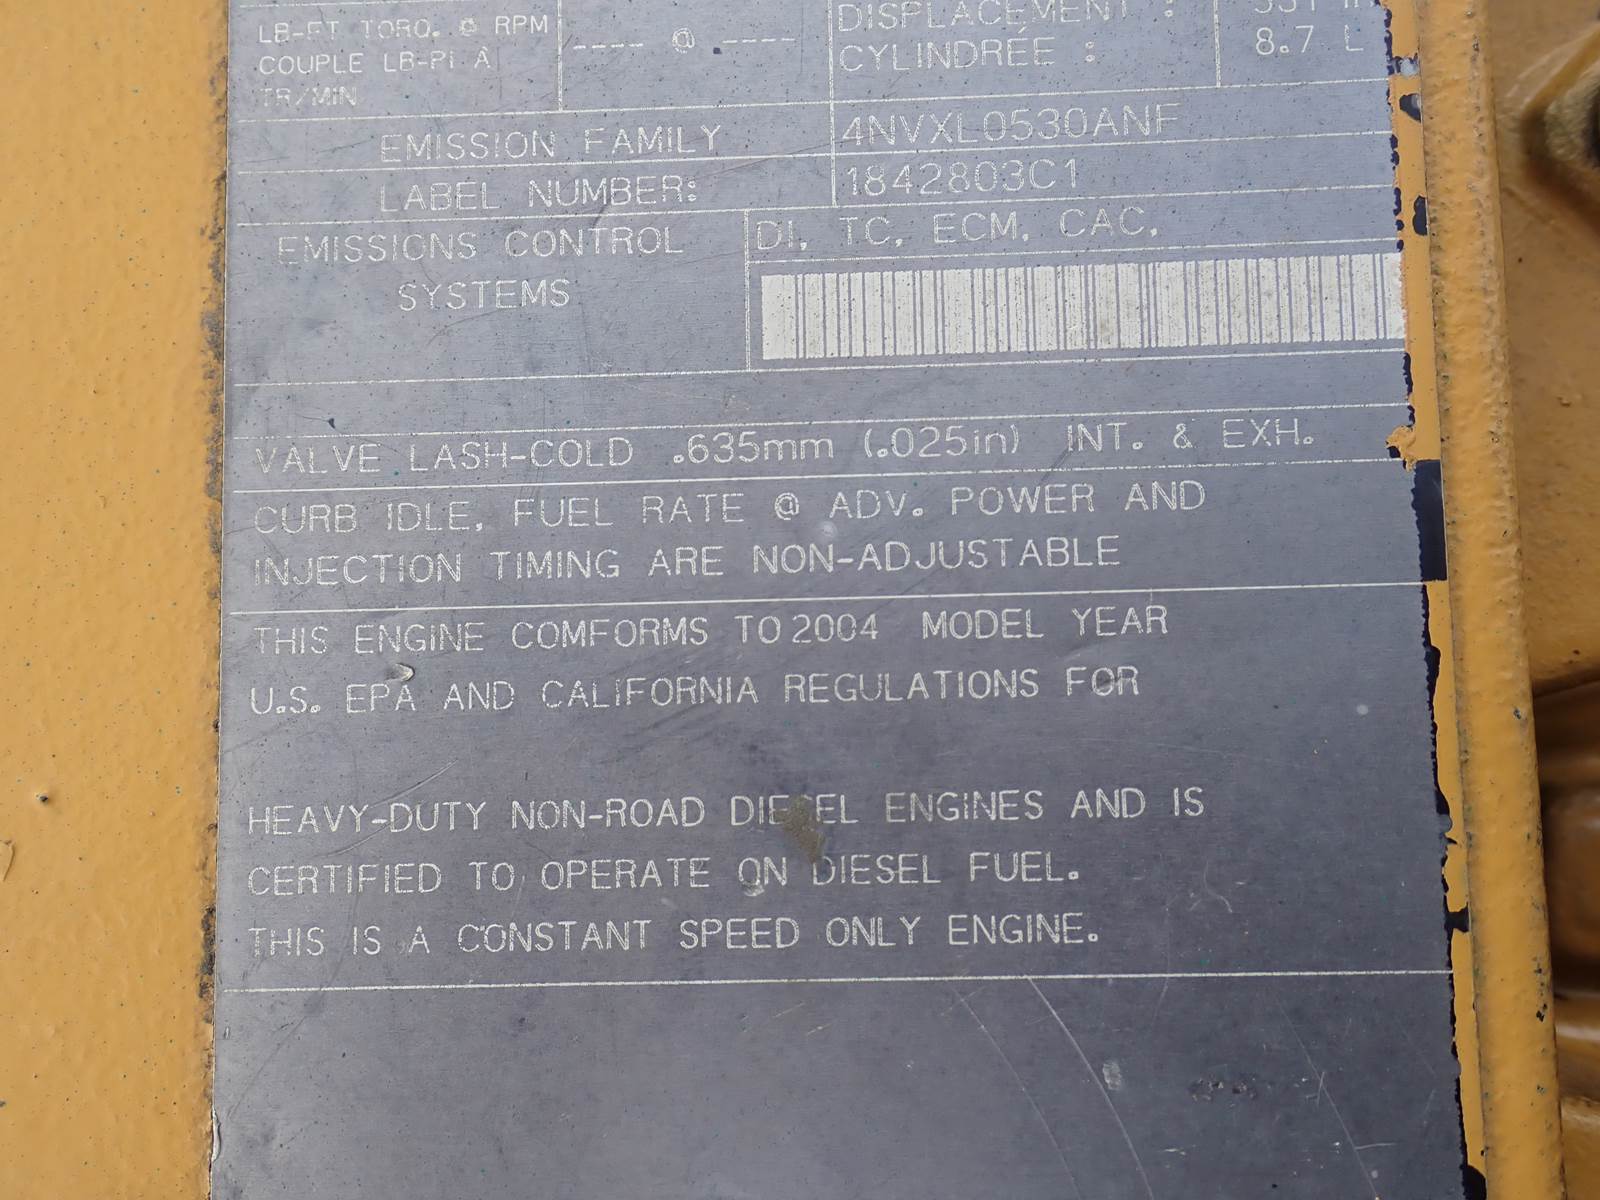 LB-FT TORQ. @ RPM
COUPLE LB-PI À
TR/MIN
---- @ ----
DISPLACEMENT :
CYLINDRÉE :
8.7 L
EMISSION FAMILY 4NVXL0530ANF
LABEL NUMBER: 1842803C1
EMISSIONS CONTROL
SYSTEMS
DI, TC, ECM, CAC,
VALVE LASH-COLD .635mm (.025in) INT. & EXH.
CURB IDLE, FUEL RATE @ ADV. POWER AND
INJECTION TIMING ARE NON-ADJUSTABLE
THIS ENGINE COMFORMS TO 2004 MODEL YEAR
U.S. EPA AND CALIFORNIA REGULATIONS FOR
HEAVY-DUTY NON-ROAD DIESEL ENGINES AND IS
CERTIFIED TO OPERATE ON DIESEL FUEL.
THIS IS A CONSTANT SPEED ONLY ENGINE.